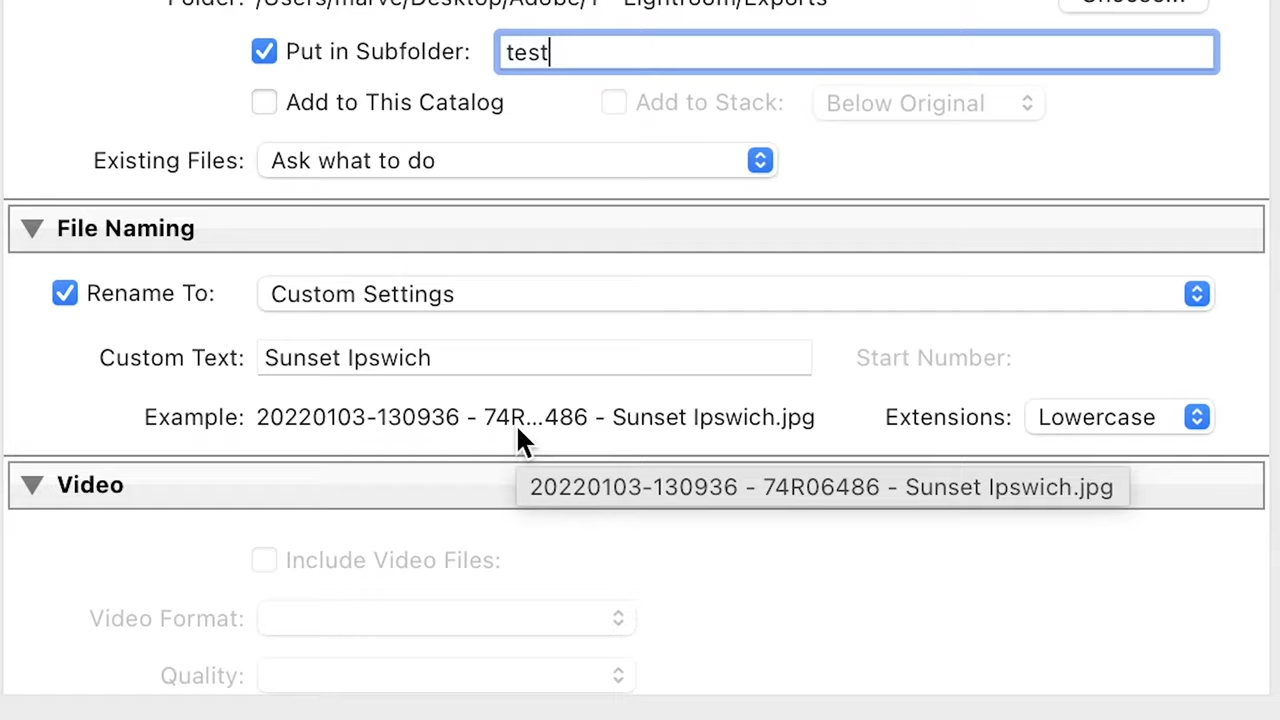 Folder: /Users/marve/Desktop/Adobe/1 - Lightroom/Exports Choose...
Put in Subfolder: test
Add to This Catalog Add to Stack: Below Original
Existing Files: Ask what to do
File Naming
Rename To: Custom Settings
Custom Text: Sunset Ipswich Start Number:
Example: 20220103-130936 - 74R...486 - Sunset Ipswich.jpg Extensions: Lowercase
Video
20220103-130936 - 74R06486 - Sunset Ipswich.jpg
Include Video Files:
Video Format:
Quality: